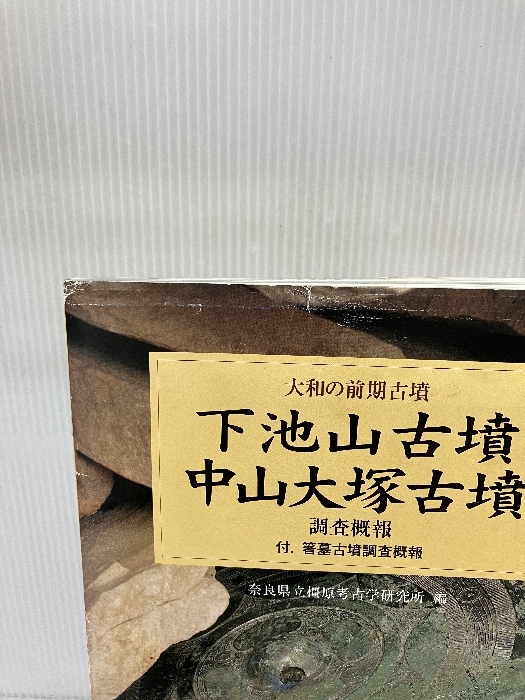 大和の前期古墳
下池山古墳
中山大塚古墳
調査概報
付. 箸墓古墳調査概報
奈良県立橿原考古学研究所 編